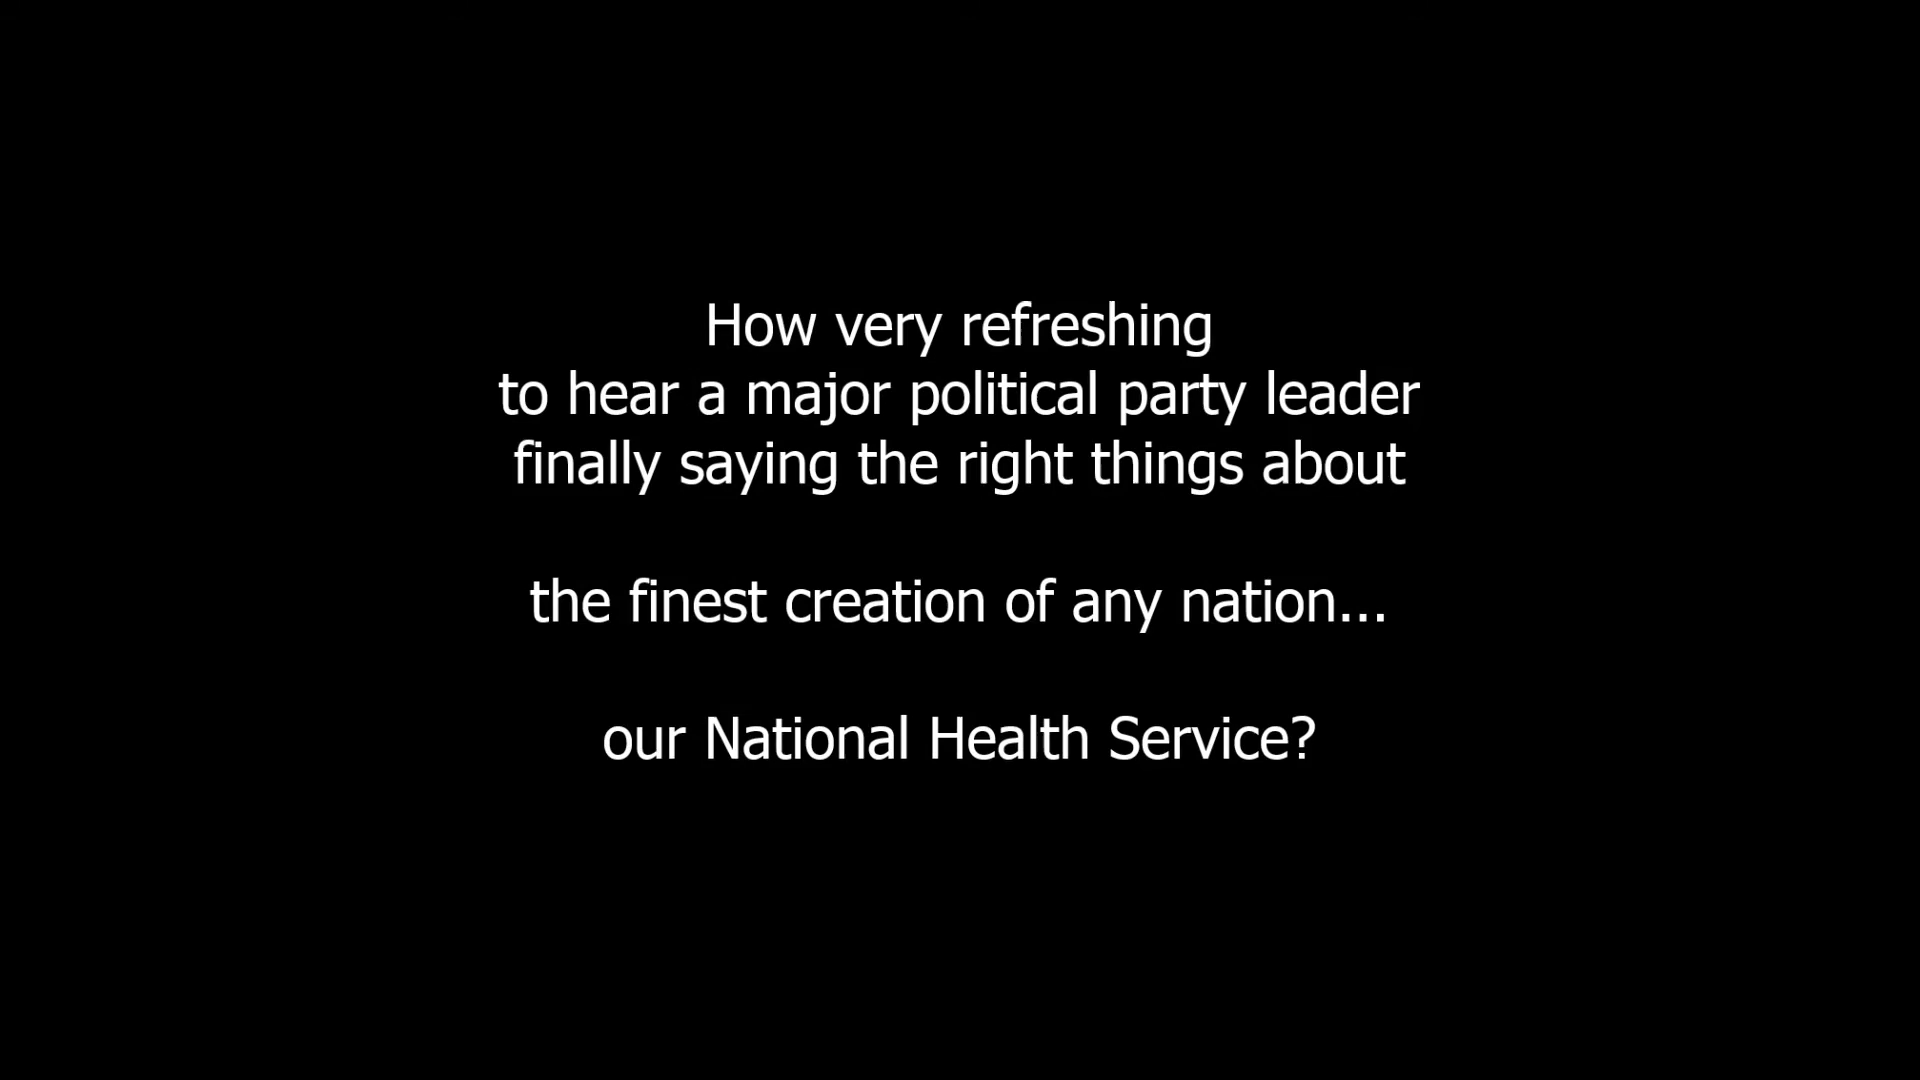 How very refreshing
to hear a major political party leader
finally saying the right things about
the finest creation of any nation...
our National Health Service?